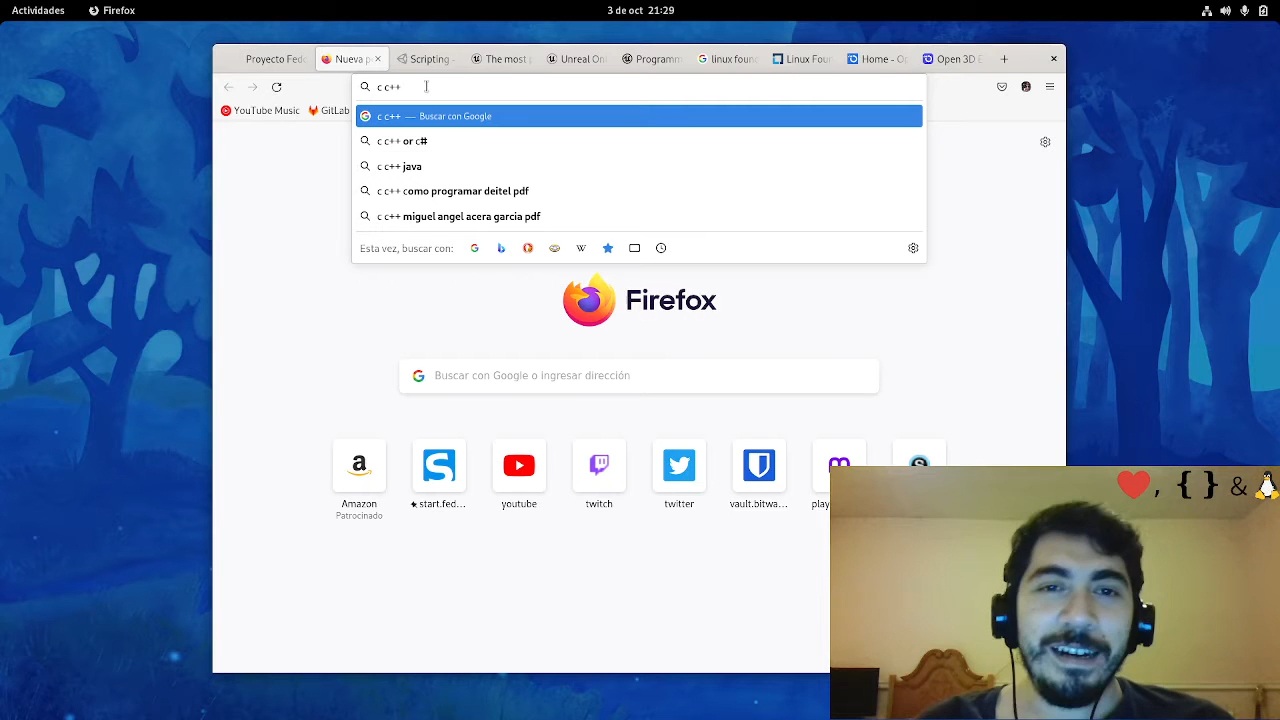 Actividades Firefox 3 de oct 21:29
Proyecto Fedo Nueva p Scripting - The most Unreal On Programm linux foun Linux Foun Home - O Open 3D E
c c++
YouTube Music GitLab
c c++ — Buscar con Google
c c++ or c#
c c++ java
c c++ como programar deitel pdf
c c++ miguel angel acera garcia pdf
Esta vez, buscar con:
Firefox
Buscar con Google o ingresar dirección
Amazon start.fed... youtube twitch twitter vault.bitwa... play
Patrocinado
, { } &